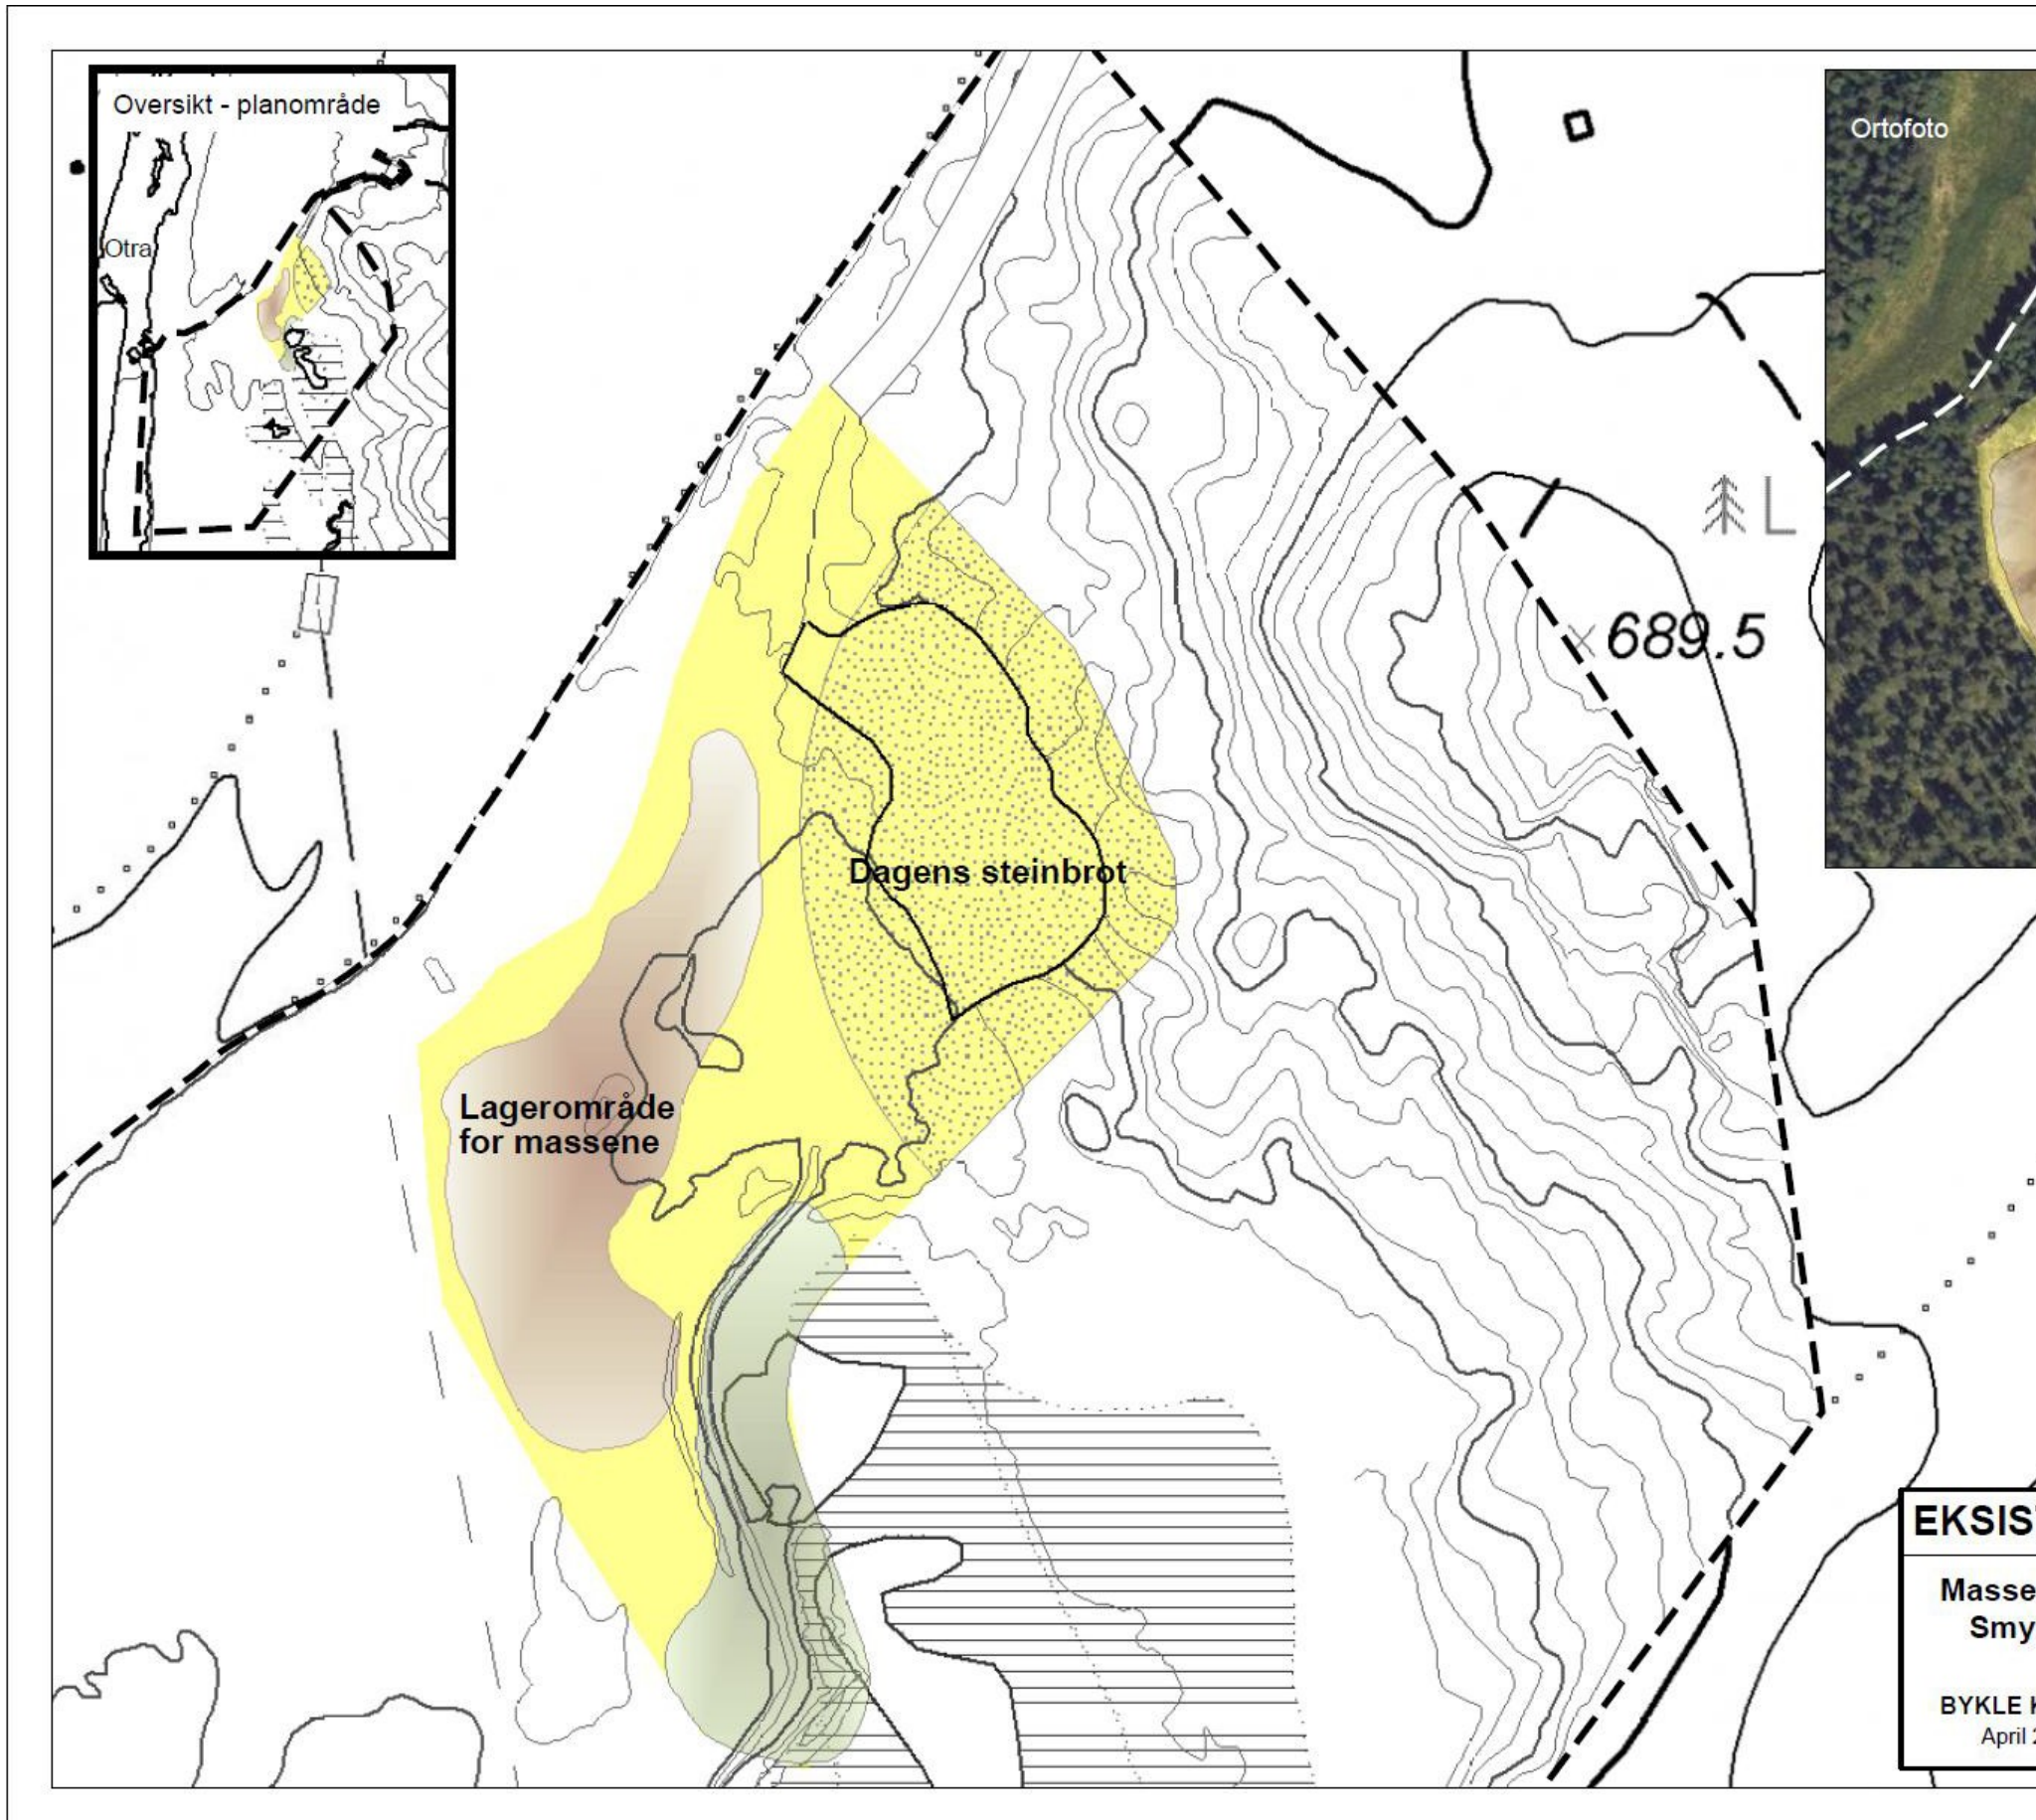 Oversikt - planområde
Otra
Ortofoto
L
689.5
Dagens steinbrot
Lagerområde
for massene
EKSIS
Masse
Smy
BYKLE
April